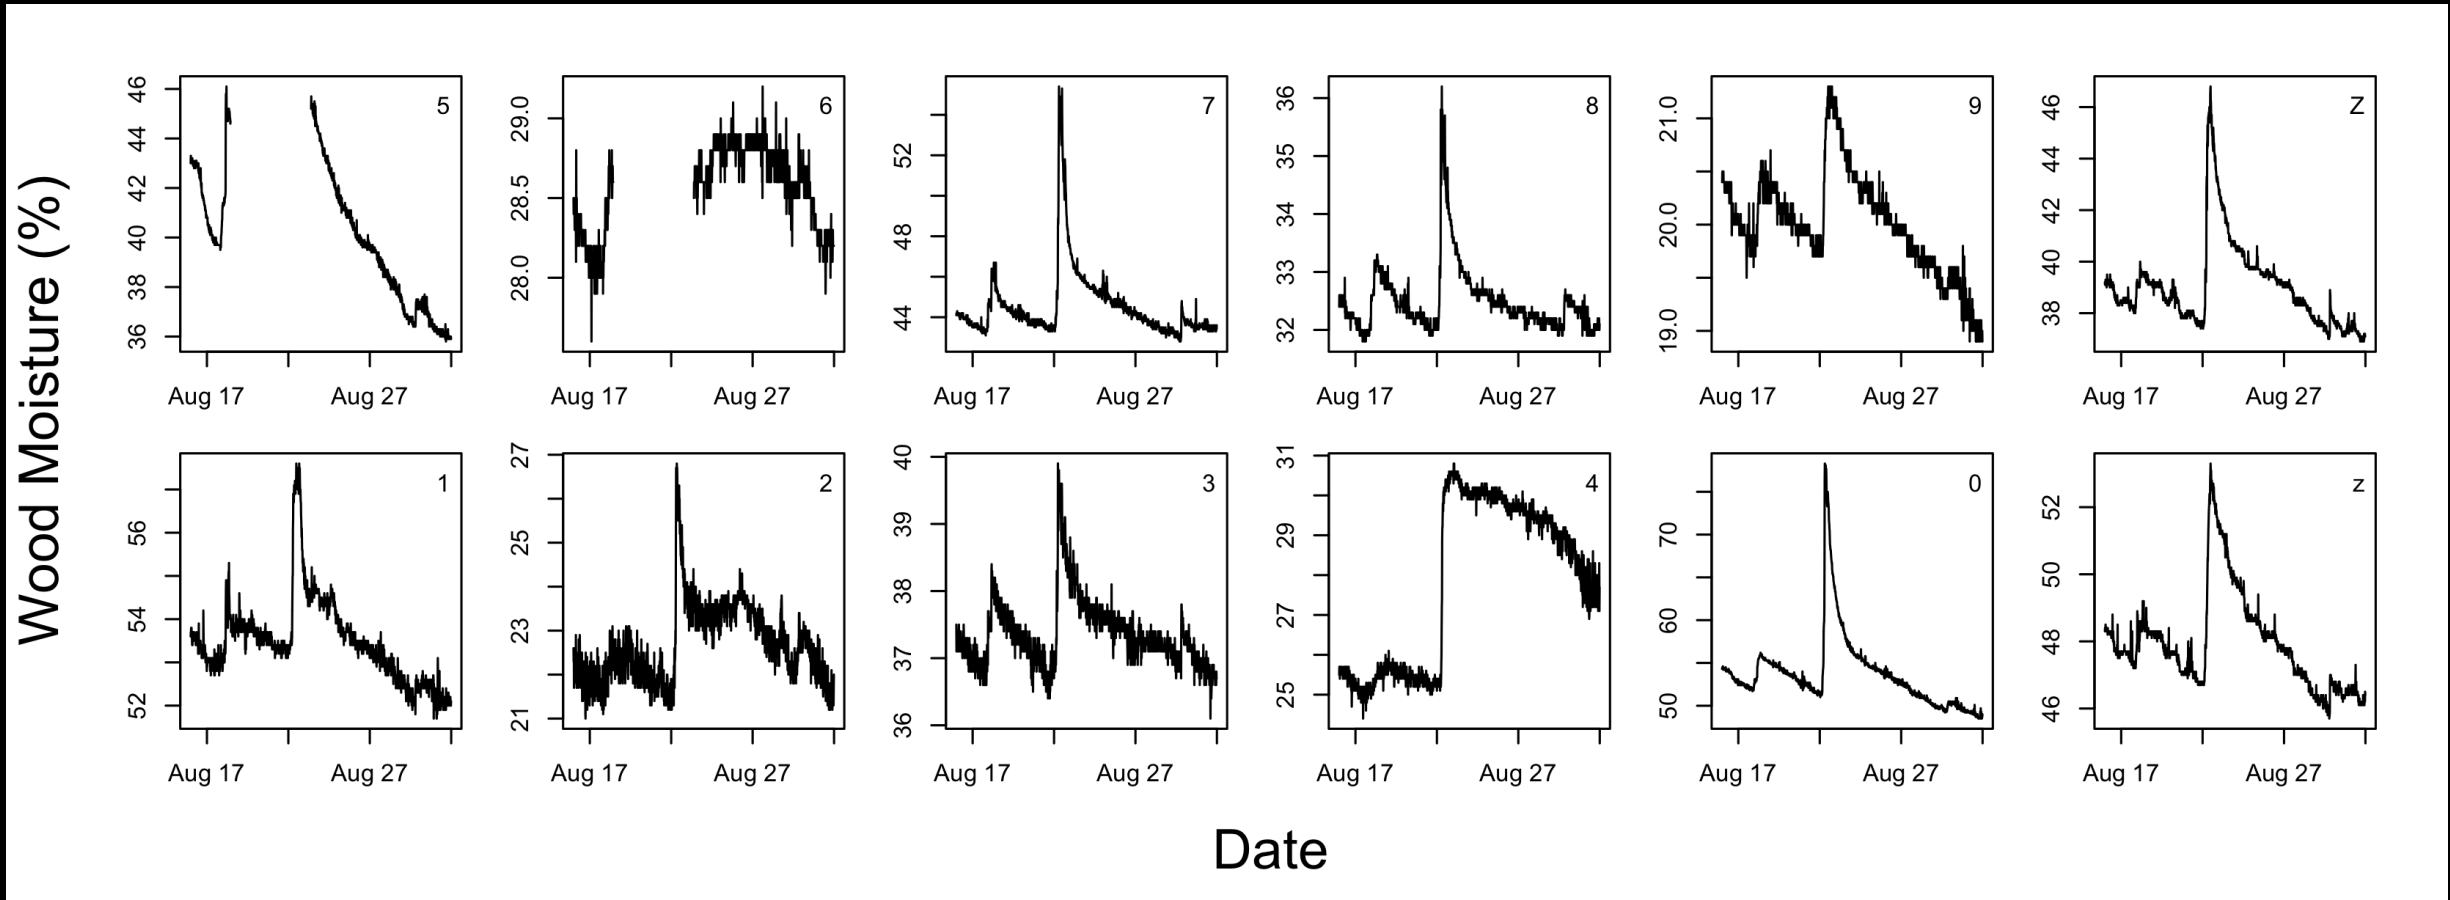 Wood Moisture (%)
46 44 42 40 38 36
5
Aug 17 Aug 27
29.0 28.5 28.0
6
Aug 17 Aug 27
52 48 44
7
Aug 17 Aug 27
36 35 34 33 32
8
Aug 17 Aug 27
21.0 20.0 19.0
9
Aug 17 Aug 27
46 44 42 40 38
Z
Aug 17 Aug 27
56 54 52
1
Aug 17 Aug 27
27 25 23 21
2
Aug 17 Aug 27
40 39 38 37 36
3
Aug 17 Aug 27
31 29 27 25
4
Aug 17 Aug 27
70 60 50
0
Aug 17 Aug 27
52 50 48 46
z
Aug 17 Aug 27
Date